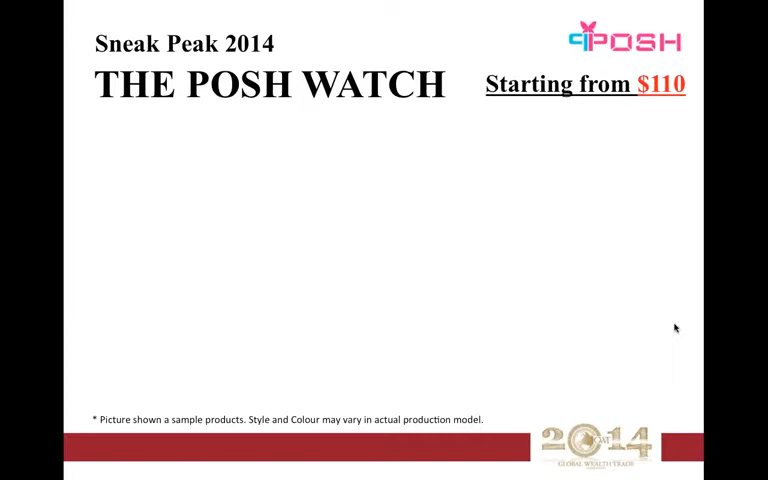 Sneak Peak 2014
POSH
THE POSH WATCH
Starting from $110
* Picture shown a sample products. Style and Colour may vary in actual production model.
2014
GWT
GLOBAL WEALTH TRADE